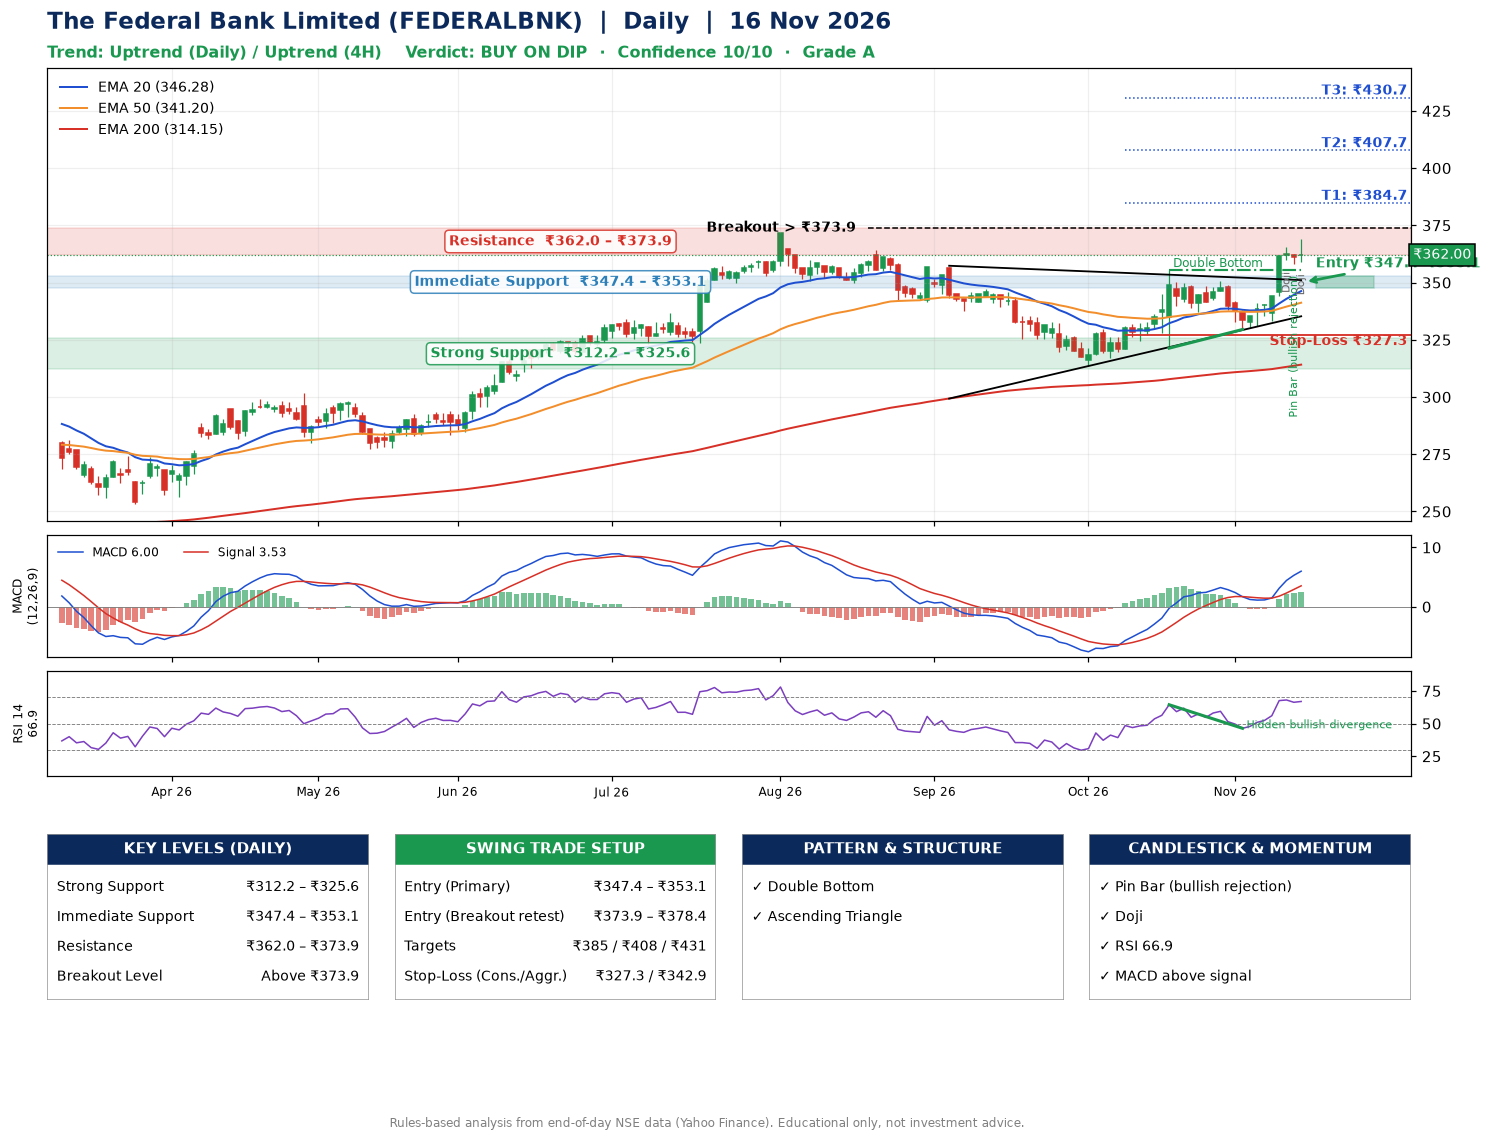 The Federal Bank Limited (FEDERALBNK) | Daily | 16 Nov 2026
Trend: Uptrend (Daily) / Uptrend (4H) Verdict: BUY ON DIP · Confidence 10/10 · Grade A
EMA 20 (346.28)
EMA 50 (341.20)
EMA 200 (314.15)
T3: ₹430.7
T2: ₹407.7
T1: ₹384.7
Breakout > ₹373.9
Resistance ₹362.0 – ₹373.9
Immediate Support ₹347.4 – ₹353.1
Strong Support ₹312.2 – ₹325.6
Double Bottom
Entry ₹347.
₹362.00
Doji
Doji
Pin Bar (bullish rejection)
Stop-Loss ₹327.3
425
400
375
350
325
300
275
250
MACD 6.00
Signal 3.53
MACD
(12,26,9)
10
0
RSI 14
66.9
Hidden bullish divergence
75
50
25
Apr 26
May 26
Jun 26
Jul 26
Aug 26
Sep 26
Oct 26
Nov 26
KEY LEVELS (DAILY)
Strong Support ₹312.2 – ₹325.6
Immediate Support ₹347.4 – ₹353.1
Resistance ₹362.0 – ₹373.9
Breakout Level Above ₹373.9
SWING TRADE SETUP
Entry (Primary) ₹347.4 – ₹353.1
Entry (Breakout retest) ₹373.9 – ₹378.4
Targets ₹385 / ₹408 / ₹431
Stop-Loss (Cons./Aggr.) ₹327.3 / ₹342.9
PATTERN & STRUCTURE
✓ Double Bottom
✓ Ascending Triangle
CANDLESTICK & MOMENTUM
✓ Pin Bar (bullish rejection)
✓ Doji
✓ RSI 66.9
✓ MACD above signal
Rules-based analysis from end-of-day NSE data (Yahoo Finance). Educational only, not investment advice.